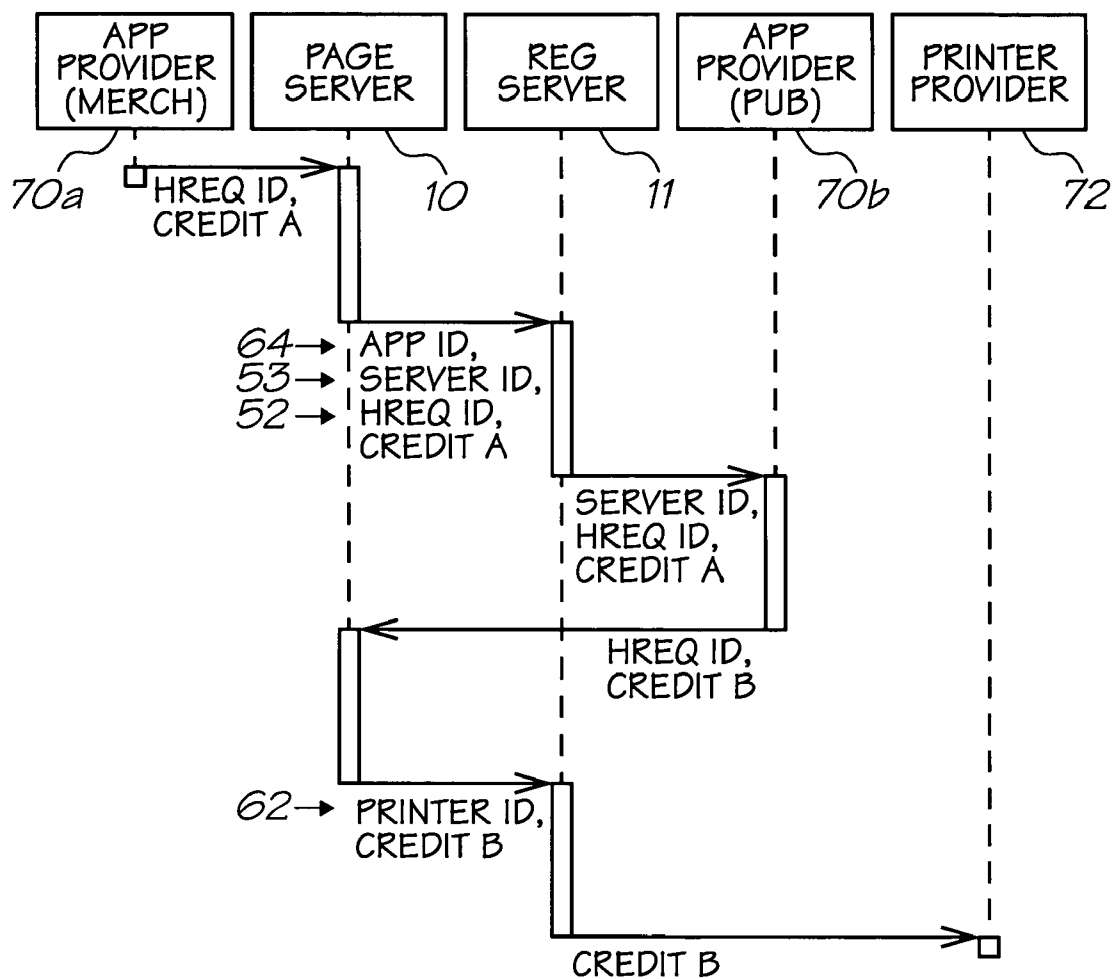 APP
PROVIDER
(MERCH)
PAGE
SERVER
REG
SERVER
APP
PROVIDER
(PUB)
PRINTER
PROVIDER
70a
10
11
70b
72
HREQ ID,
CREDIT A
64
APP ID,
53
SERVER ID,
52
HREQ ID,
CREDIT A
SERVER ID,
HREQ ID,
CREDIT A
HREQ ID,
CREDIT B
62
PRINTER ID,
CREDIT B
CREDIT B